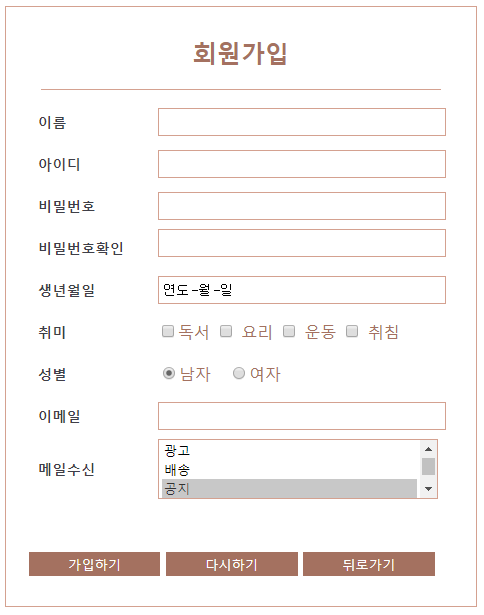 회원가입
이름
아이디
비밀번호
비밀번호확인
생년월일 연도-월-일
취미 독서 요리 운동 취침
성별 남자 여자
이메일
광고
배송
메일수신 공지
가입하기 다시하기 뒤로가기